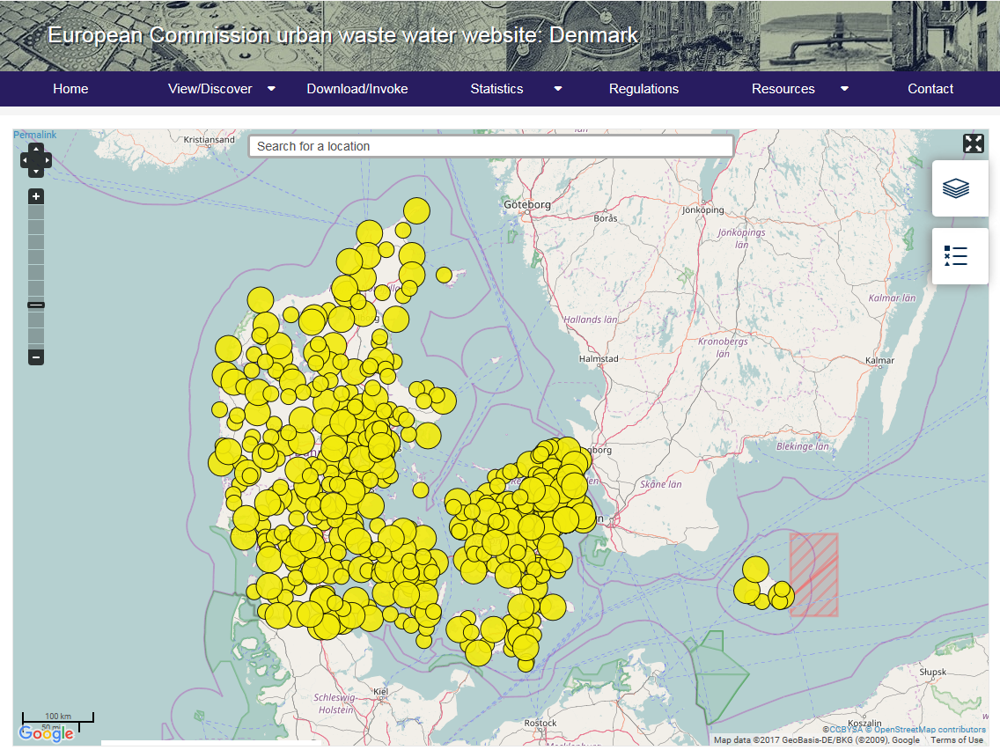 European Commission urban waste water website: Denmark
Home View/Discover Download/Invoke Statistics Regulations Resources Contact
Permalink
Search for a location
Kristiansand
Göteborg
Borås
Jönköping
Jönköpings
län
Kalmar län
Hallands län
Kronobergs
län
Halmstad
Kalmar
gborg
Blekinge län
Skåne län
Słupsk
Kiel
Schleswig-
Holstein
Rostock
Koszalin
100 km
50 mi
Google
©CCBYSA © OpenStreetMap contributors
Map data ©2017 GeoBasis-DE/BKG (©2009), Google Terms of Use